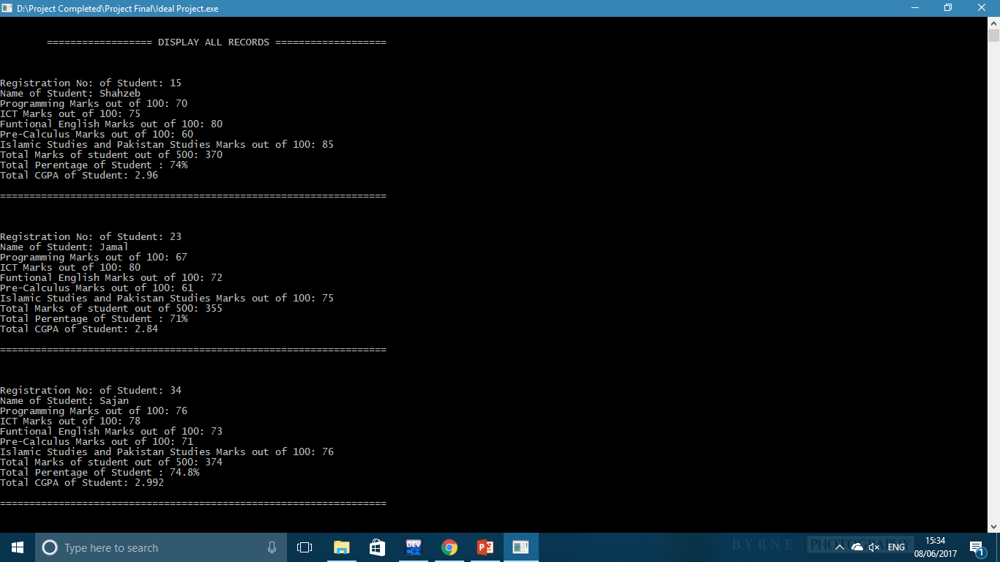 D:\Project Completed\Project Final\Ideal Project.exe
================== DISPLAY ALL RECORDS ===================
Registration No: of Student: 15
Name of Student: Shahzeb
Programming Marks out of 100: 70
ICT Marks out of 100: 75
Funtional English Marks out of 100: 80
Pre-Calculus Marks out of 100: 60
Islamic Studies and Pakistan Studies Marks out of 100: 85
Total Marks of student out of 500: 370
Total Perentage of Student : 74%
Total CGPA of Student: 2.96
==================================================================
Registration No: of Student: 23
Name of Student: Jamal
Programming Marks out of 100: 67
ICT Marks out of 100: 80
Funtional English Marks out of 100: 72
Pre-Calculus Marks out of 100: 61
Islamic Studies and Pakistan Studies Marks out of 100: 75
Total Marks of student out of 500: 355
Total Perentage of Student : 71%
Total CGPA of Student: 2.84
==================================================================
Registration No: of Student: 34
Name of Student: Sajan
Programming Marks out of 100: 76
ICT Marks out of 100: 78
Funtional English Marks out of 100: 73
Pre-Calculus Marks out of 100: 71
Islamic Studies and Pakistan Studies Marks out of 100: 76
Total Marks of student out of 500: 374
Total Perentage of Student : 74.8%
Total CGPA of Student: 2.992
==================================================================
Type here to search
DEV
BYRNE PHOTOGRAPHY
ENG
15:34
08/06/2017
1